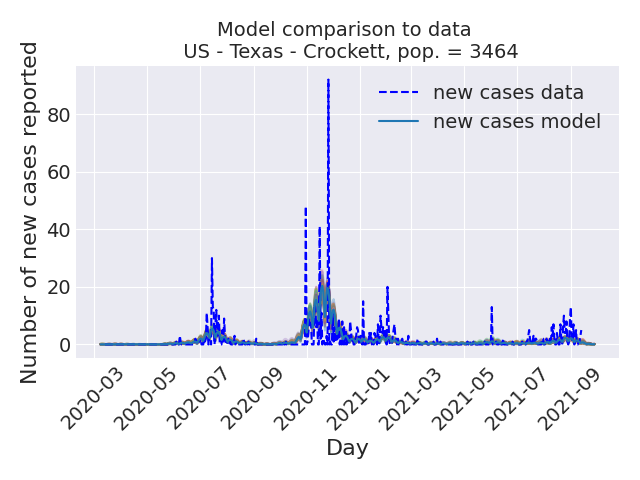 Model comparison to data
US - Texas - Crockett, pop. = 3464
Number of new cases reported
80
60
40
20
0
new cases data
new cases model
2020-03
2020-05
2020-07
2020-09
2020-11
2021-01
2021-03
2021-05
2021-07
2021-09
Day